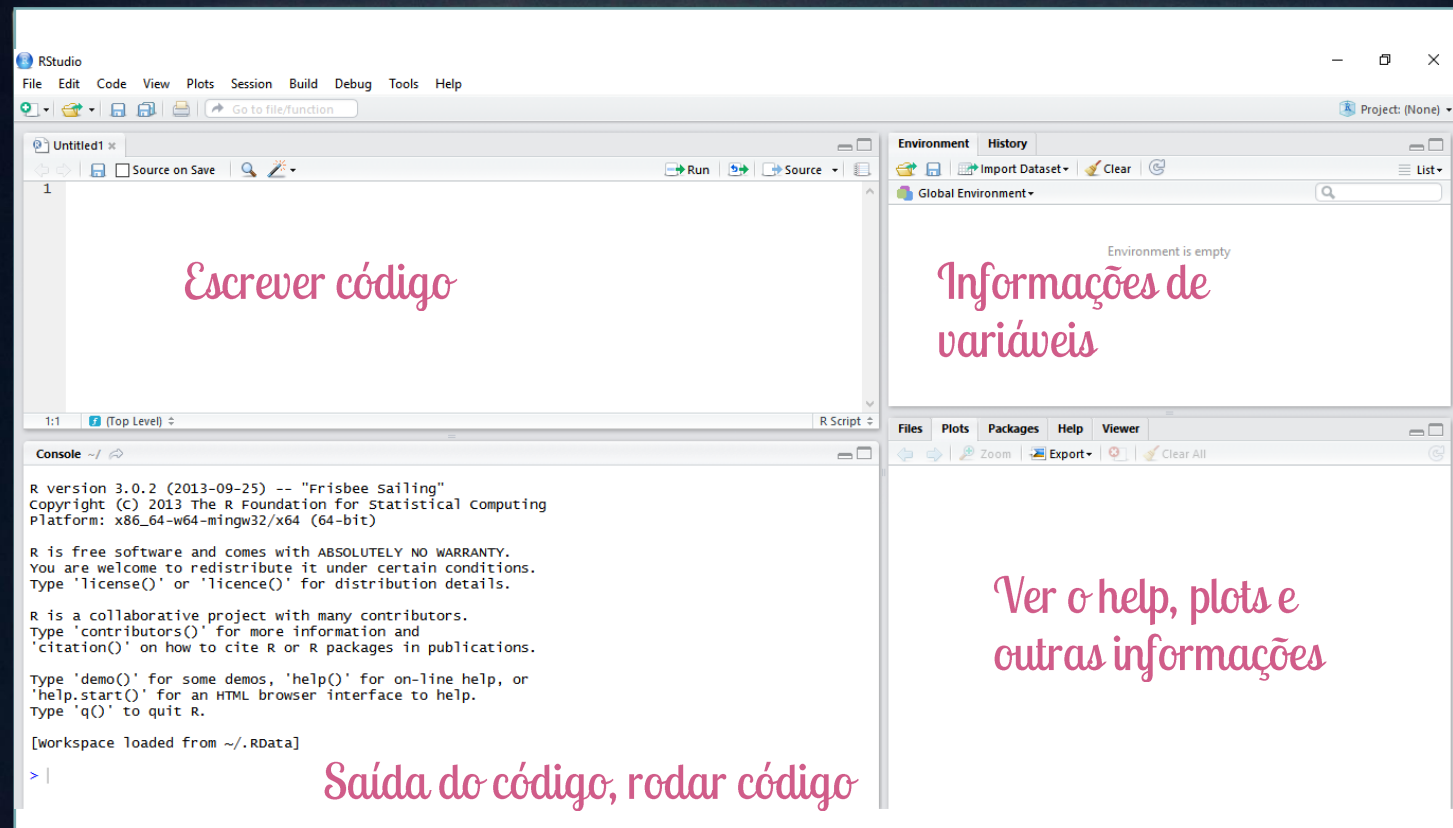 RStudio
File Edit Code View Plots Session Build Debug Tools Help
Go to file/function
Project: (None)
Untitled1
Source on Save
Run
Source
1
Escrever código
1:1 (Top Level)
R Script
Console ~/
R version 3.0.2 (2013-09-25) -- "Frisbee Sailing"
Copyright (C) 2013 The R Foundation for Statistical Computing
Platform: x86_64-w64-mingw32/x64 (64-bit)
R is free software and comes with ABSOLUTELY NO WARRANTY.
You are welcome to redistribute it under certain conditions.
Type 'license()' or 'licence()' for distribution details.
R is a collaborative project with many contributors.
Type 'contributors()' for more information and
'citation()' on how to cite R or R packages in publications.
Type 'demo()' for some demos, 'help()' for on-line help, or
'help.start()' for an HTML browser interface to help.
Type 'q()' to quit R.
[Workspace loaded from ~/.RData]
>
Saída do código, rodar código
Environment History
Import Dataset Clear
List
Global Environment
Environment is empty
Informações de
variáveis
Files Plots Packages Help Viewer
Zoom Export Clear All
Ver o help, plots e
outras informações